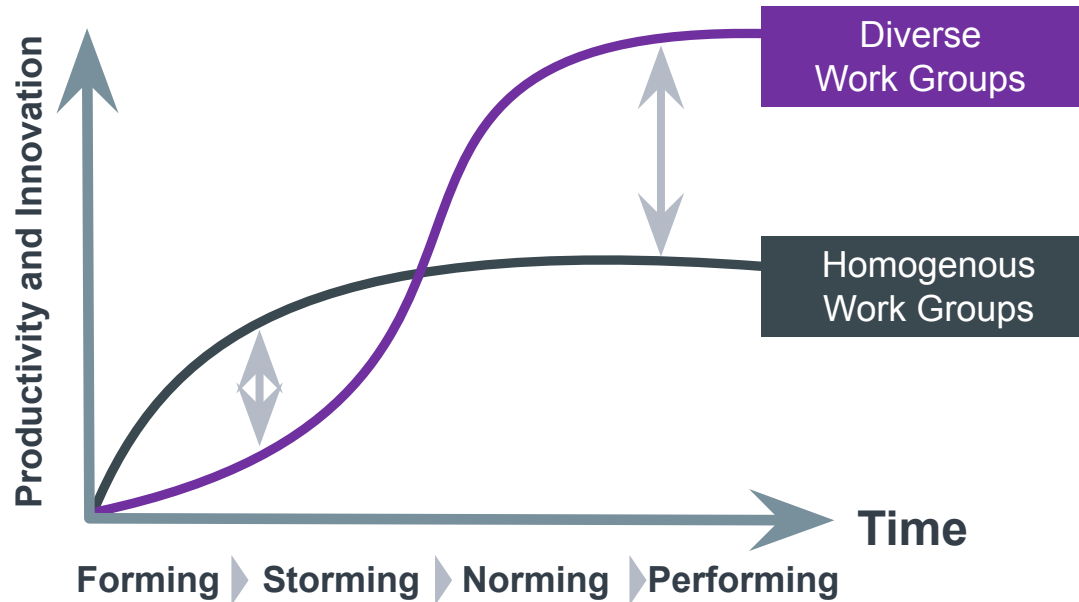 Productivity and Innovation
Diverse
Work Groups
Homogenous
Work Groups
Time
Forming Storming Norming Performing